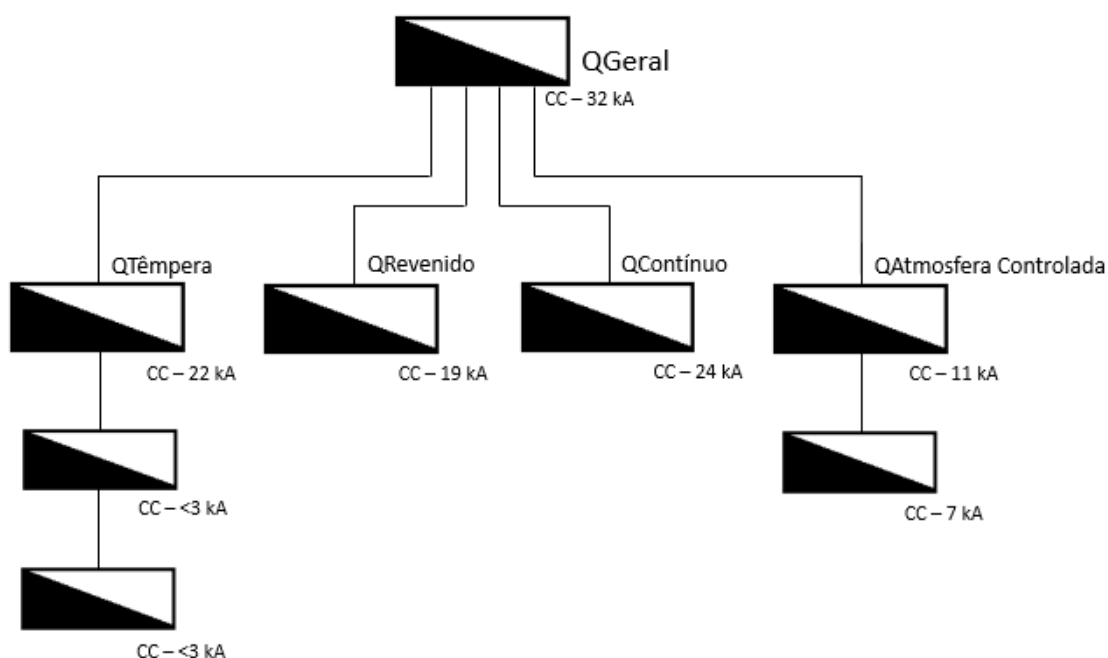 QGeral
CC – 32 kA
QTêmpera
QRevenido
QContínuo
QAtmosfera Controlada
CC – 22 kA
CC – 19 kA
CC – 24 kA
CC – 11 kA
CC – <3 kA
CC – 7 kA
CC – <3 kA